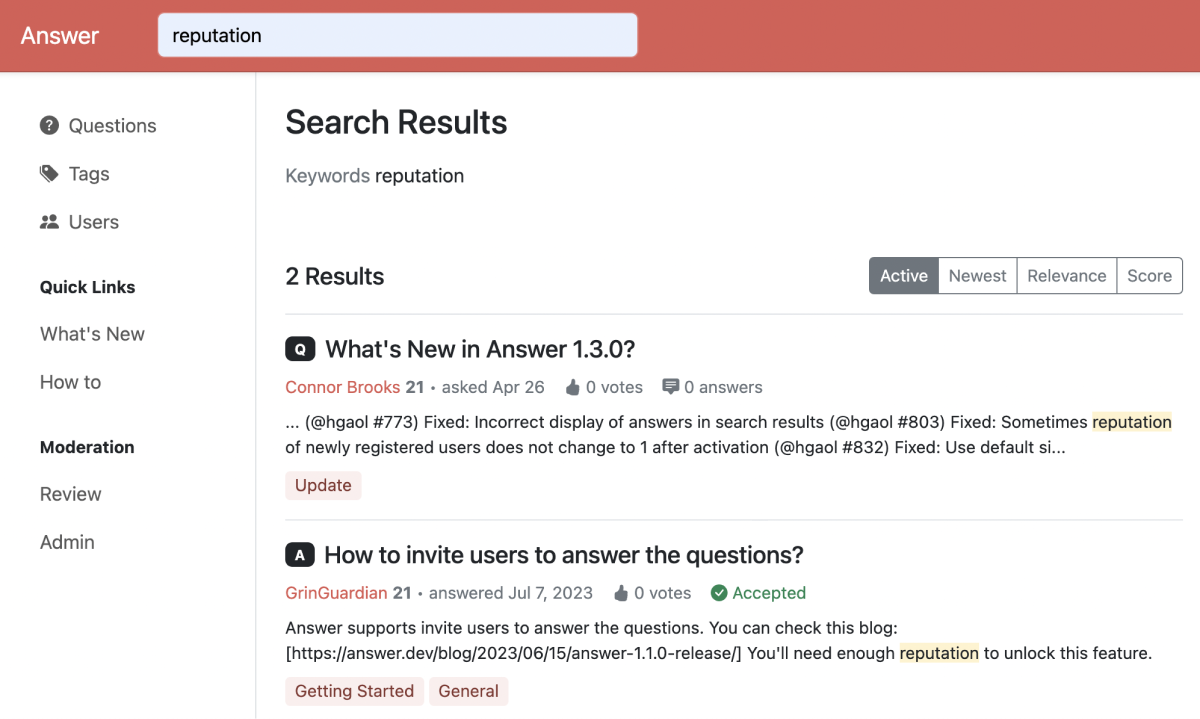 Answer
reputation
Questions
Tags
Users
Quick Links
What's New
How to
Moderation
Review
Admin
Search Results
Keywords reputation
2 Results
Active Newest Relevance Score
Q What's New in Answer 1.3.0?
Connor Brooks 21 • asked Apr 26 0 votes 0 answers
... (@hgaol #773) Fixed: Incorrect display of answers in search results (@hgaol #803) Fixed: Sometimes reputation
of newly registered users does not change to 1 after activation (@hgaol #832) Fixed: Use default si...
Update
A How to invite users to answer the questions?
GrinGuardian 21 • answered Jul 7, 2023 0 votes Accepted
Answer supports invite users to answer the questions. You can check this blog:
[https://answer.dev/blog/2023/06/15/answer-1.1.0-release/] You'll need enough reputation to unlock this feature.
Getting Started General